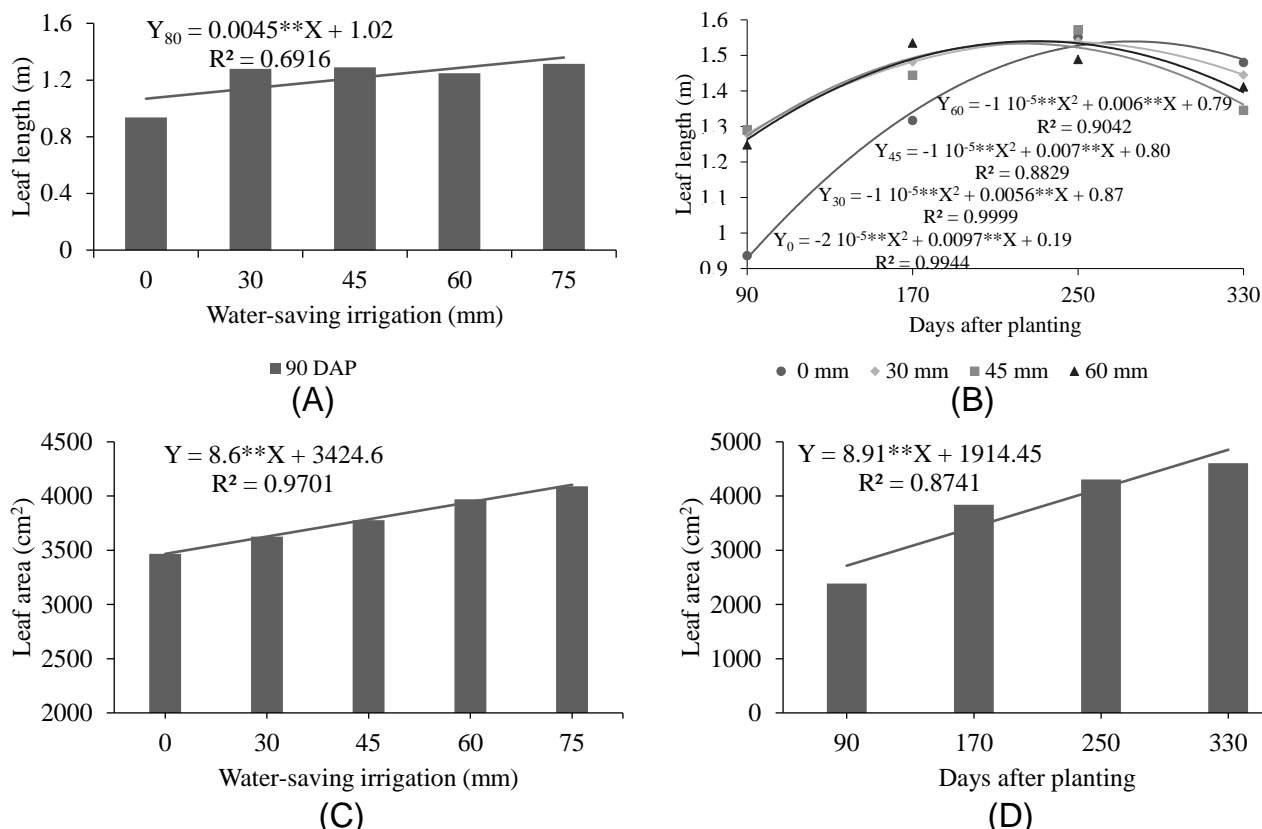 1.6
1.2
0.8
0.4
0
Leaf length (m)
Y80 = 0.0045**X + 1.02
R² = 0.6916
0 30 45 60 75
Water-saving irrigation (mm)
90 DAP
(A)
1.6
1.5
1.4
1.3
1.2
1.1
1
0.9
Leaf length (m)
Y60 = -1 10-5**X2 + 0.006**X + 0.79
R² = 0.9042
Y45 = -1 10-5**X2 + 0.007**X + 0.80
R² = 0.8829
Y30 = -1 10-5**X2 + 0.0056**X + 0.87
R² = 0.9999
Y0 = -2 10-5**X2 + 0.0097**X + 0.19
R² = 0.9944
90 170 250 330
Days after planting
0 mm 30 mm 45 mm 60 mm
(B)
4500
4000
3500
3000
2500
2000
Leaf area (cm2)
Y = 8.6**X + 3424.6
R² = 0.9701
0 30 45 60 75
Water-saving irrigation (mm)
(C)
5000
4000
3000
2000
1000
0
Leaf area (cm2)
Y = 8.91**X + 1914.45
R² = 0.8741
90 170 250 330
Days after planting
(D)